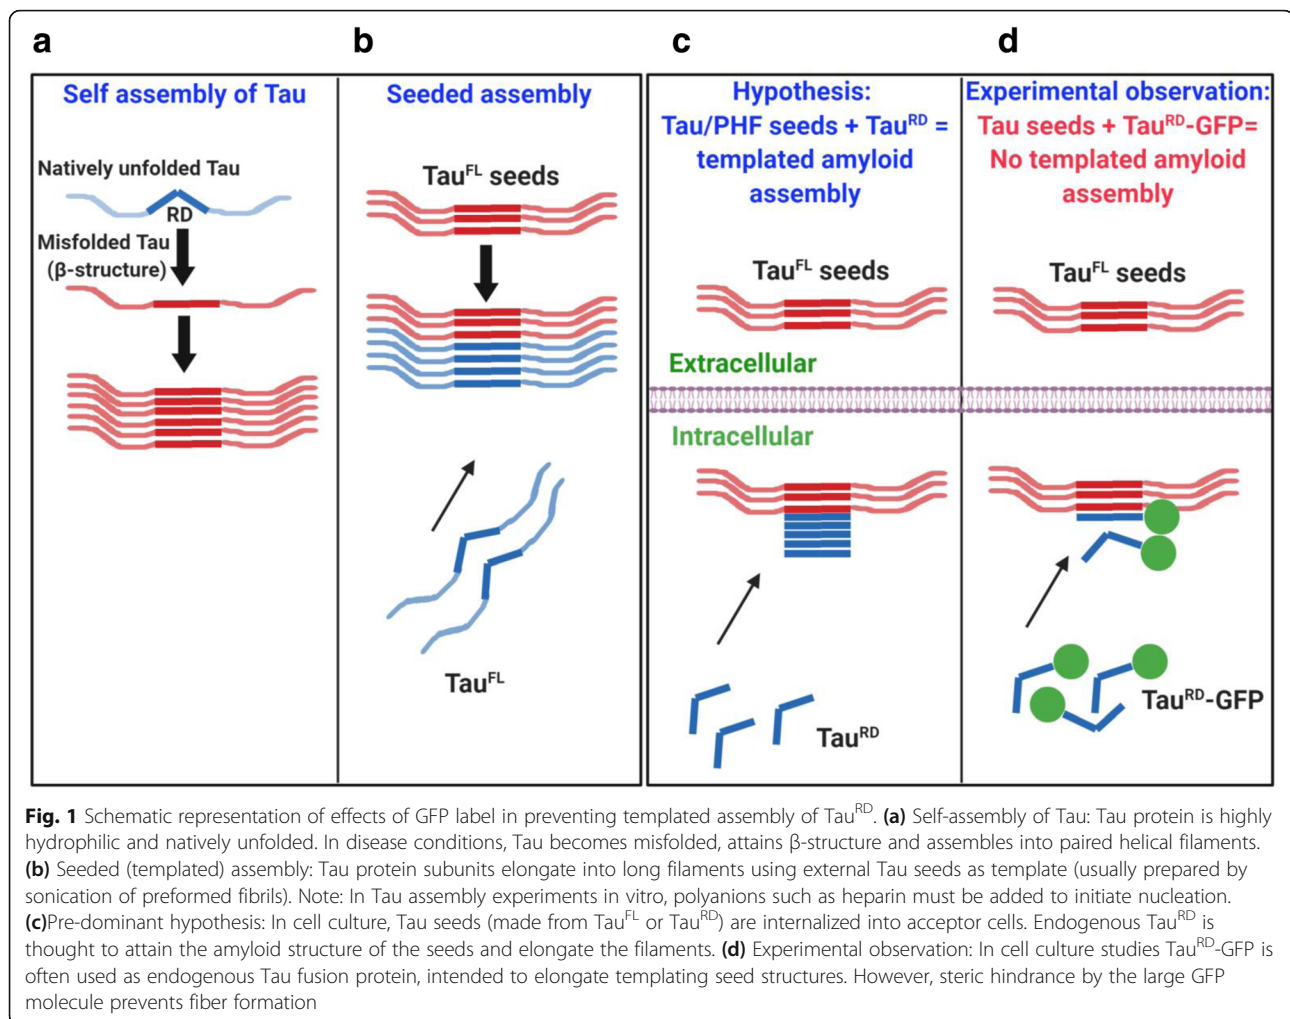 a
Self assembly of Tau
Natively unfolded Tau
RD
Misfolded Tau
(β-structure)
b
Seeded assembly
Tau^FL seeds
Tau^FL
c
Hypothesis:
Tau/PHF seeds + Tau^RD =
templated amyloid
assembly
Tau^FL seeds
Extracellular
Intracellular
Tau^RD
d
Experimental observation:
Tau seeds + Tau^RD-GFP=
No templated amyloid
assembly
Tau^FL seeds
Tau^RD-GFP
Fig. 1 Schematic representation of effects of GFP label in preventing templated assembly of Tau^RD. (a) Self-assembly of Tau: Tau protein is highly
hydrophilic and natively unfolded. In disease conditions, Tau becomes misfolded, attains β-structure and assembles into paired helical filaments.
(b) Seeded (templated) assembly: Tau protein subunits elongate into long filaments using external Tau seeds as template (usually prepared by
sonication of preformed fibrils). Note: In Tau assembly experiments in vitro, polyanions such as heparin must be added to initiate nucleation.
(c)Pre-dominant hypothesis: In cell culture, Tau seeds (made from Tau^FL or Tau^RD) are internalized into acceptor cells. Endogenous Tau^RD is
thought to attain the amyloid structure of the seeds and elongate the filaments. (d) Experimental observation: In cell culture studies Tau^RD-GFP is
often used as endogenous Tau fusion protein, intended to elongate templating seed structures. However, steric hindrance by the large GFP
molecule prevents fiber formation